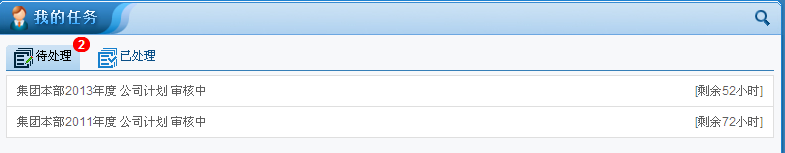 我的任务
待处理 2 已处理
集团本部2013年度 公司计划 审核中 [剩余52小时]
集团本部2011年度 公司计划 审核中 [剩余72小时]